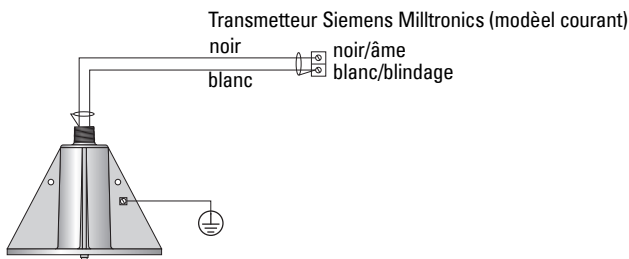 Transmetteur Siemens Milltronics (modèel courant)
noir
noir/âme
blanc/blindage
blanc